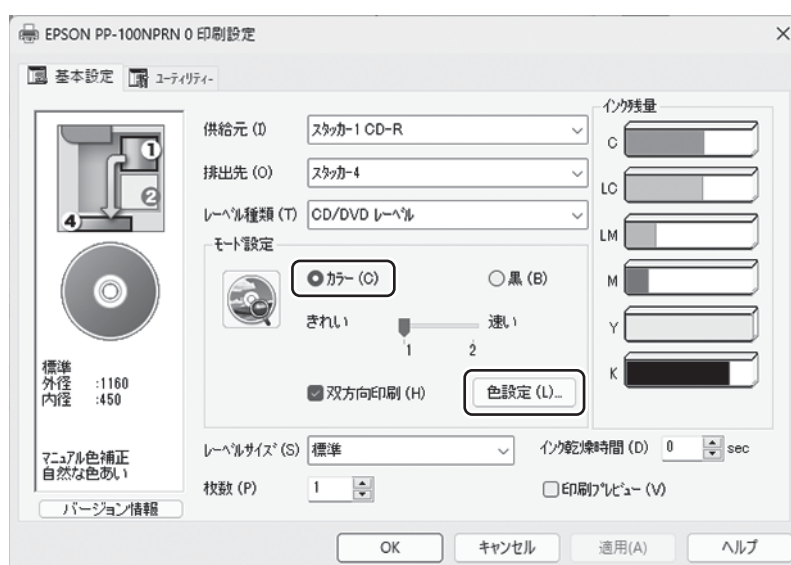 EPSON PP-100NPRN 0 印刷設定
基本設定 ユーティリティー
供給元 (I) スタッカー1 CD-R
排出先 (O) スタッカー4
レーベル種類 (T) CD/DVD レーベル
モード設定
カラー (C) 黒 (B)
きれい 速い
1 2
双方向印刷 (H) 色設定 (L)...
レーベルサイズ (S) 標準
インク乾燥時間 (D) 0 sec
枚数 (P) 1
印刷プレビュー (V)
インク残量
C
LC
LM
M
Y
K
1
2
4
標準
外径 :1160
内径 :450
マニュアル色補正
自然な色あい
バージョン情報
OK キャンセル 適用(A) ヘルプ